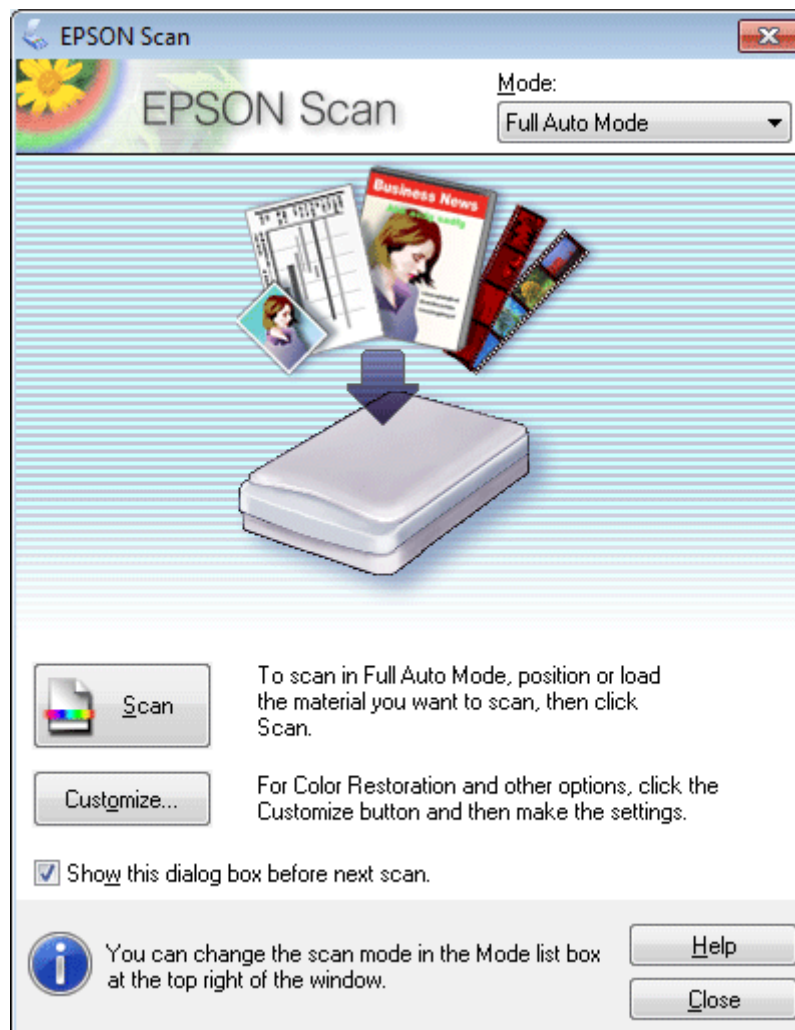 EPSON Scan
EPSON Scan
Mode:
Full Auto Mode
Business News
Scan
To scan in Full Auto Mode, position or load
the material you want to scan, then click
Scan.
Customize...
For Color Restoration and other options, click the
Customize button and then make the settings.
Show this dialog box before next scan.
You can change the scan mode in the Mode list box
at the top right of the window.
Help
Close